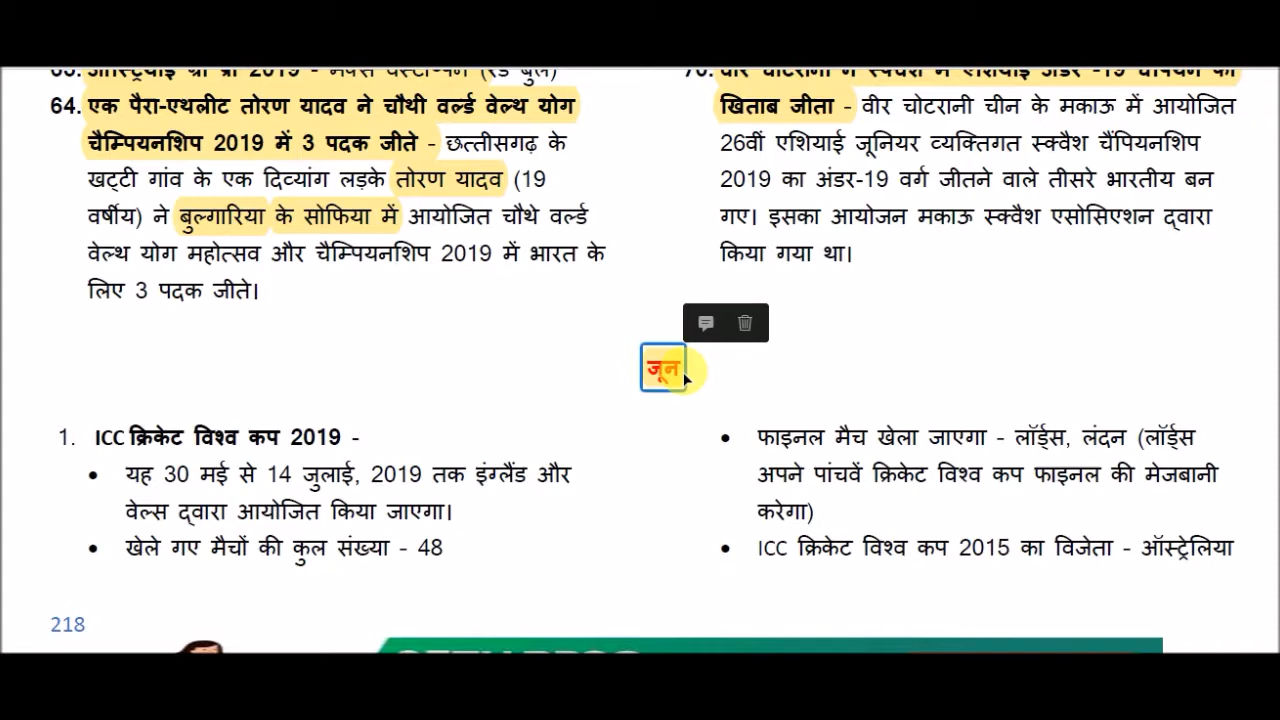 64. एक पैरा-एथलीट तोरण यादव ने चौथी वर्ल्ड वेल्थ योग
चैम्पियनशिप 2019 में 3 पदक जीते - छत्तीसगढ़ के
खट्टी गांव के एक दिव्यांग लड़के तोरण यादव (19
वर्षीय) ने बुल्गारिया के सोफिया में आयोजित चौथे वर्ल्ड
वेल्थ योग महोत्सव और चैम्पियनशिप 2019 में भारत के
लिए 3 पदक जीते।
खिताब जीता - वीर चोटरानी चीन के मकाऊ में आयोजित
26वीं एशियाई जूनियर व्यक्तिगत स्क्वैश चैंपियनशिप
2019 का अंडर-19 वर्ग जीतने वाले तीसरे भारतीय बन
गए। इसका आयोजन मकाऊ स्क्वैश एसोसिएशन द्वारा
किया गया था।
जून
1. ICC क्रिकेट विश्व कप 2019 -
• यह 30 मई से 14 जुलाई, 2019 तक इंग्लैंड और
वेल्स द्वारा आयोजित किया जाएगा।
• खेले गए मैचों की कुल संख्या - 48
• फाइनल मैच खेला जाएगा - लॉर्ड्स, लंदन (लॉर्ड्स
अपने पांचवें क्रिकेट विश्व कप फाइनल की मेजबानी
करेगा)
• ICC क्रिकेट विश्व कप 2015 का विजेता - ऑस्ट्रेलिया
218